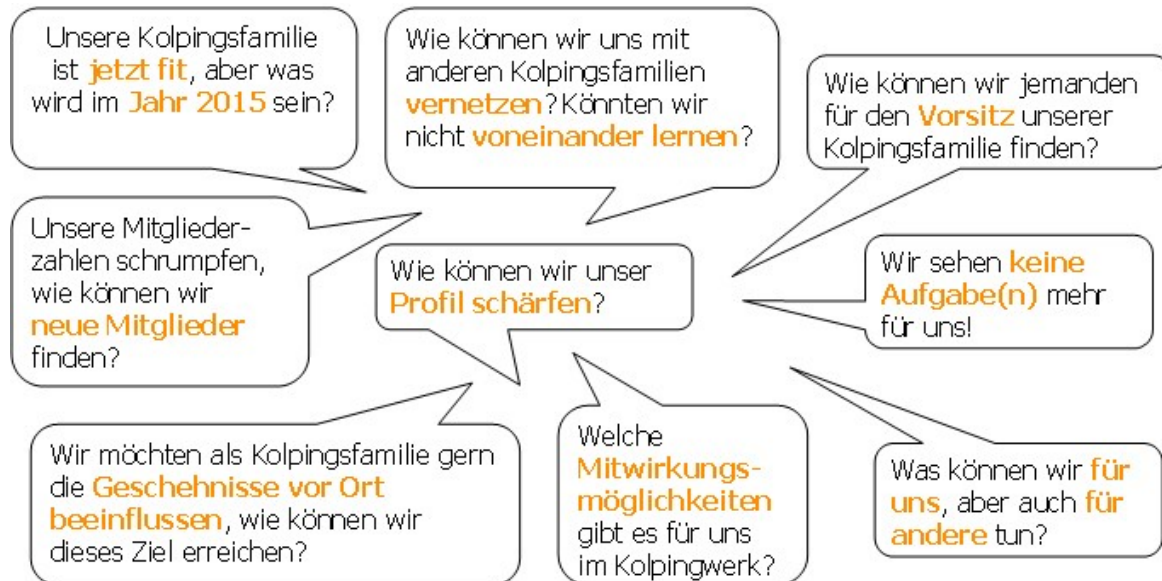 Unsere Kolpingsfamilie
ist jetzt fit, aber was
wird im Jahr 2015 sein?
Wie können wir uns mit
anderen Kolpingsfamilien
vernetzen? Könnten wir
nicht voneinander lernen?
Wie können wir jemanden
für den Vorsitz unserer
Kolpingsfamilie finden?
Unsere Mitglieder-
zahlen schrumpfen,
wie können wir
neue Mitglieder
finden?
Wie können wir unser
Profil schärfen?
Wir sehen keine
Aufgabe(n) mehr
für uns!
Wir möchten als Kolpingsfamilie gern
die Geschehnisse vor Ort
beeinflussen, wie können wir
dieses Ziel erreichen?
Welche
Mitwirkungs-
möglichkeiten
gibt es für uns
im Kolpingwerk?
Was können wir für
uns, aber auch für
andere tun?